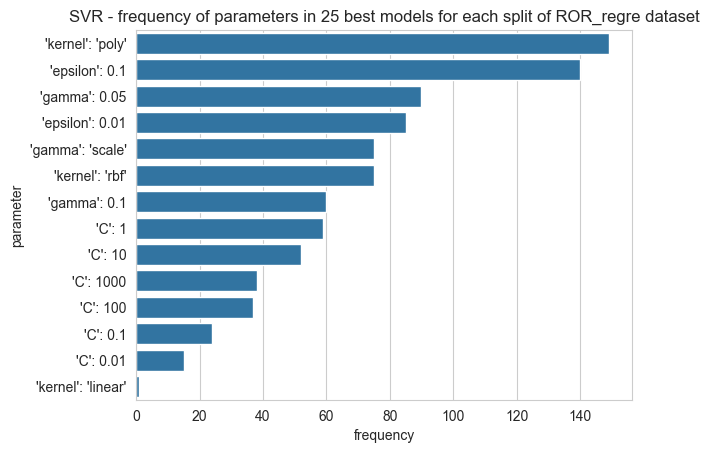 SVR - frequency of parameters in 25 best models for each split of ROR_regre dataset
parameter
'kernel': 'poly'
'epsilon': 0.1
'gamma': 0.05
'epsilon': 0.01
'gamma': 'scale'
'kernel': 'rbf'
'gamma': 0.1
'C': 1
'C': 10
'C': 1000
'C': 100
'C': 0.1
'C': 0.01
'kernel': 'linear'
0 20 40 60 80 100 120 140
frequency